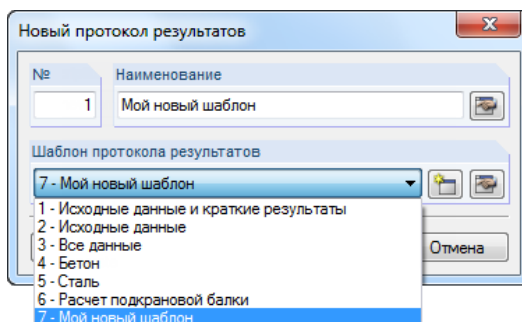 Новый протокол результатов
№ Наименование
1 Мой новый шаблон
Шаблон протокола результатов
7 - Мой новый шаблон
1 - Исходные данные и краткие результаты
2 - Исходные данные
3 - Все данные
4 - Бетон
Отмена
5 - Сталь
6 - Расчет подкрановой балки
7 - Мой новый шаблон